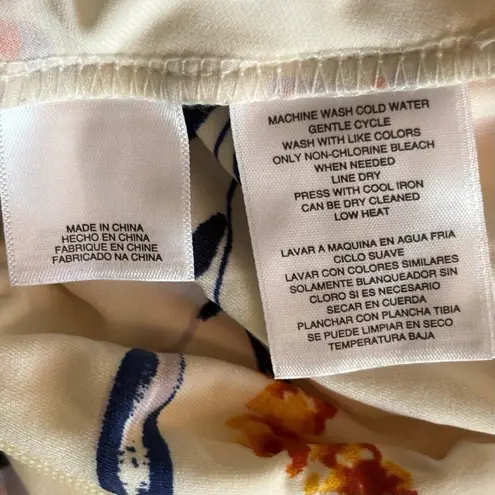 MADE IN CHINA
HECHO EN CHINA
FABRIQUE EN CHINE
FABRICADO NA CHINA
MACHINE WASH COLD WATER
GENTLE CYCLE
WASH WITH LIKE COLORS
ONLY NON-CHLORINE BLEACH
WHEN NEEDED
LINE DRY
PRESS WITH COOL IRON
CAN BE DRY CLEANED
LOW HEAT
LAVAR A MAQUINA EN AGUA FRIA
CICLO SUAVE
LAVAR CON COLORES SIMILARES
SOLAMENTE BLANQUEADOR SIN
CLORO SI ES NECESARIO
SECAR EN CUERDA
PLANCHAR CON PLANCHA TIBIA
SE PUEDE LIMPIAR EN SECO
TEMPERATURA BAJA